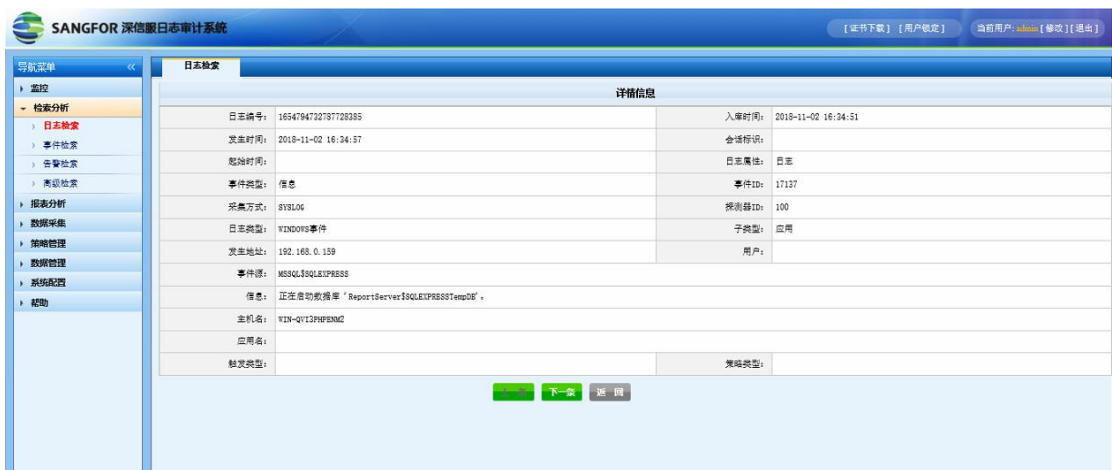 SANGFOR 深信服日志审计系统
[证书下载] [用户锁定] 当前用户:admin[修改][退出]
导航菜单 «
日志检索
监控
检索分析
日志检索
事件检索
告警检索
高级检索
报表分析
数据采集
策略管理
数据管理
系统配置
帮助
详情信息
日志编号: 1654794732787728385 入库时间: 2018-11-02 16:34:51
发生时间: 2018-11-02 16:34:57 会话标识:
起始时间: 日志属性: 日志
事件类型: 信息 事件ID: 17137
采集方式: SYSLOG 探测器ID: 100
日志类型: WINDOWS事件 子类型: 应用
发生地址: 192.168.0.159 用户:
事件源: MSSQL$SQLEXPRESS
信息: 正在启动数据库 'ReportServer$SQLEXPRESSTempDB'。
主机名: WIN-QVI3PHPENM2
应用名:
触发类型: 策略类型:
上一条 下一条 返 回